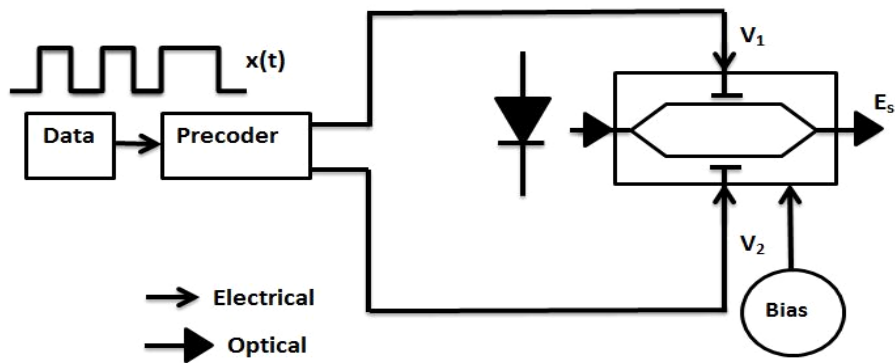 x(t)
V1
Es
Data
Precoder
V2
Electrical
Bias
Optical